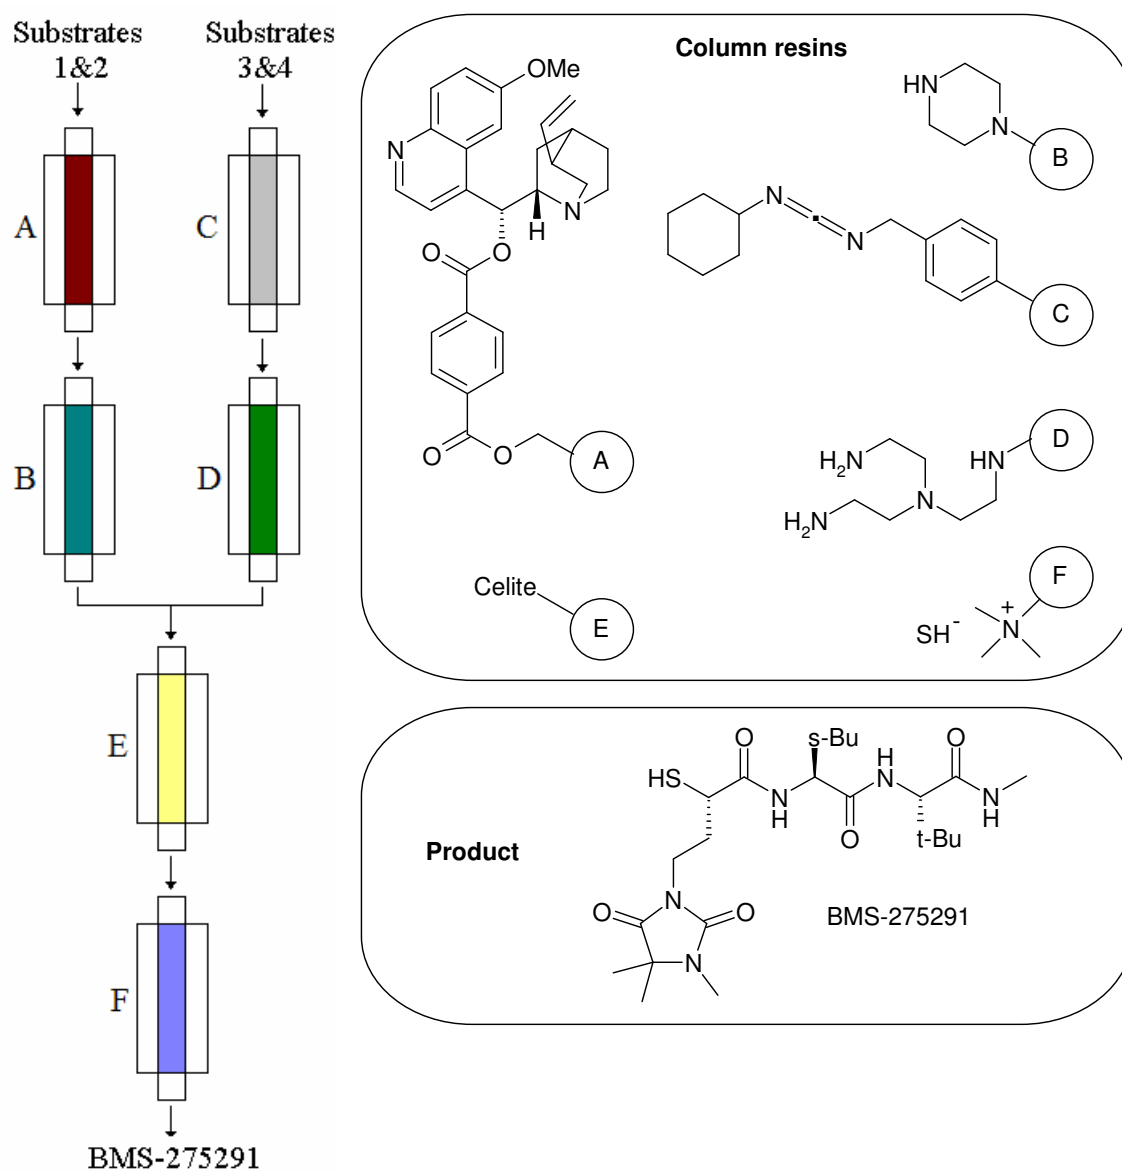 Substrates
1&2
Substrates
3&4
A
C
B
D
E
F
BMS-275291
Column resins
OMe
N
N
H
O
O
O
O
A
HN
N
B
N
N
C
H2N
H2N
N
HN
D
Celite
E
SH-
N+
F
Product
HS
O
N
H
s-Bu
O
H
N
t-Bu
O
N
H
N
O
O
N
BMS-275291